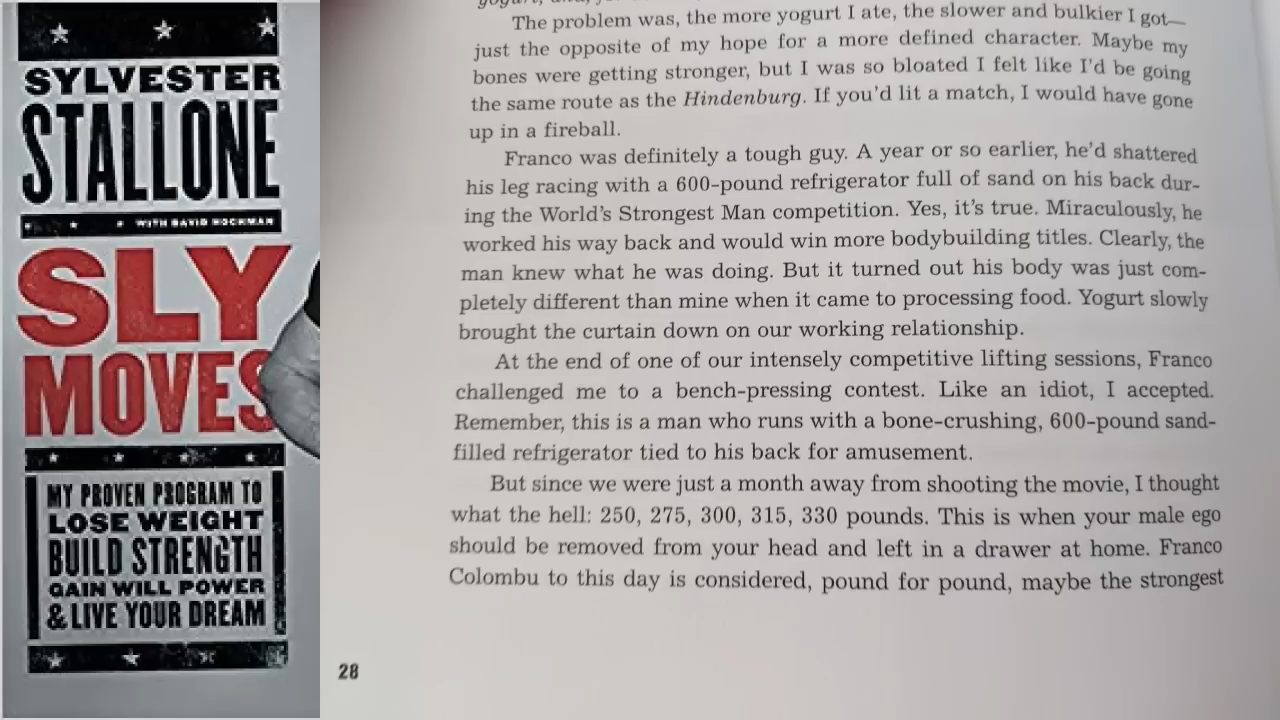 SYLVESTER
STALLONE
WITH DAVID HOCHMAN
SLY
MOVES
MY PROVEN PROGRAM TO
LOSE WEIGHT
BUILD STRENGTH
GAIN WILL POWER
& LIVE YOUR DREAM
The problem was, the more yogurt I ate, the slower and bulkier I got—
just the opposite of my hope for a more defined character. Maybe my
bones were getting stronger, but I was so bloated I felt like I'd be going
the same route as the Hindenburg. If you'd lit a match, I would have gone
up in a fireball.
Franco was definitely a tough guy. A year or so earlier, he'd shattered
his leg racing with a 600-pound refrigerator full of sand on his back dur-
ing the World's Strongest Man competition. Yes, it's true. Miraculously, he
worked his way back and would win more bodybuilding titles. Clearly, the
man knew what he was doing. But it turned out his body was just com-
pletely different than mine when it came to processing food. Yogurt slowly
brought the curtain down on our working relationship.
At the end of one of our intensely competitive lifting sessions, Franco
challenged me to a bench-pressing contest. Like an idiot, I accepted.
Remember, this is a man who runs with a bone-crushing, 600-pound sand-
filled refrigerator tied to his back for amusement.
But since we were just a month away from shooting the movie, I thought
what the hell: 250, 275, 300, 315, 330 pounds. This is when your male ego
should be removed from your head and left in a drawer at home. Franco
Colombu to this day is considered, pound for pound, maybe the strongest
28